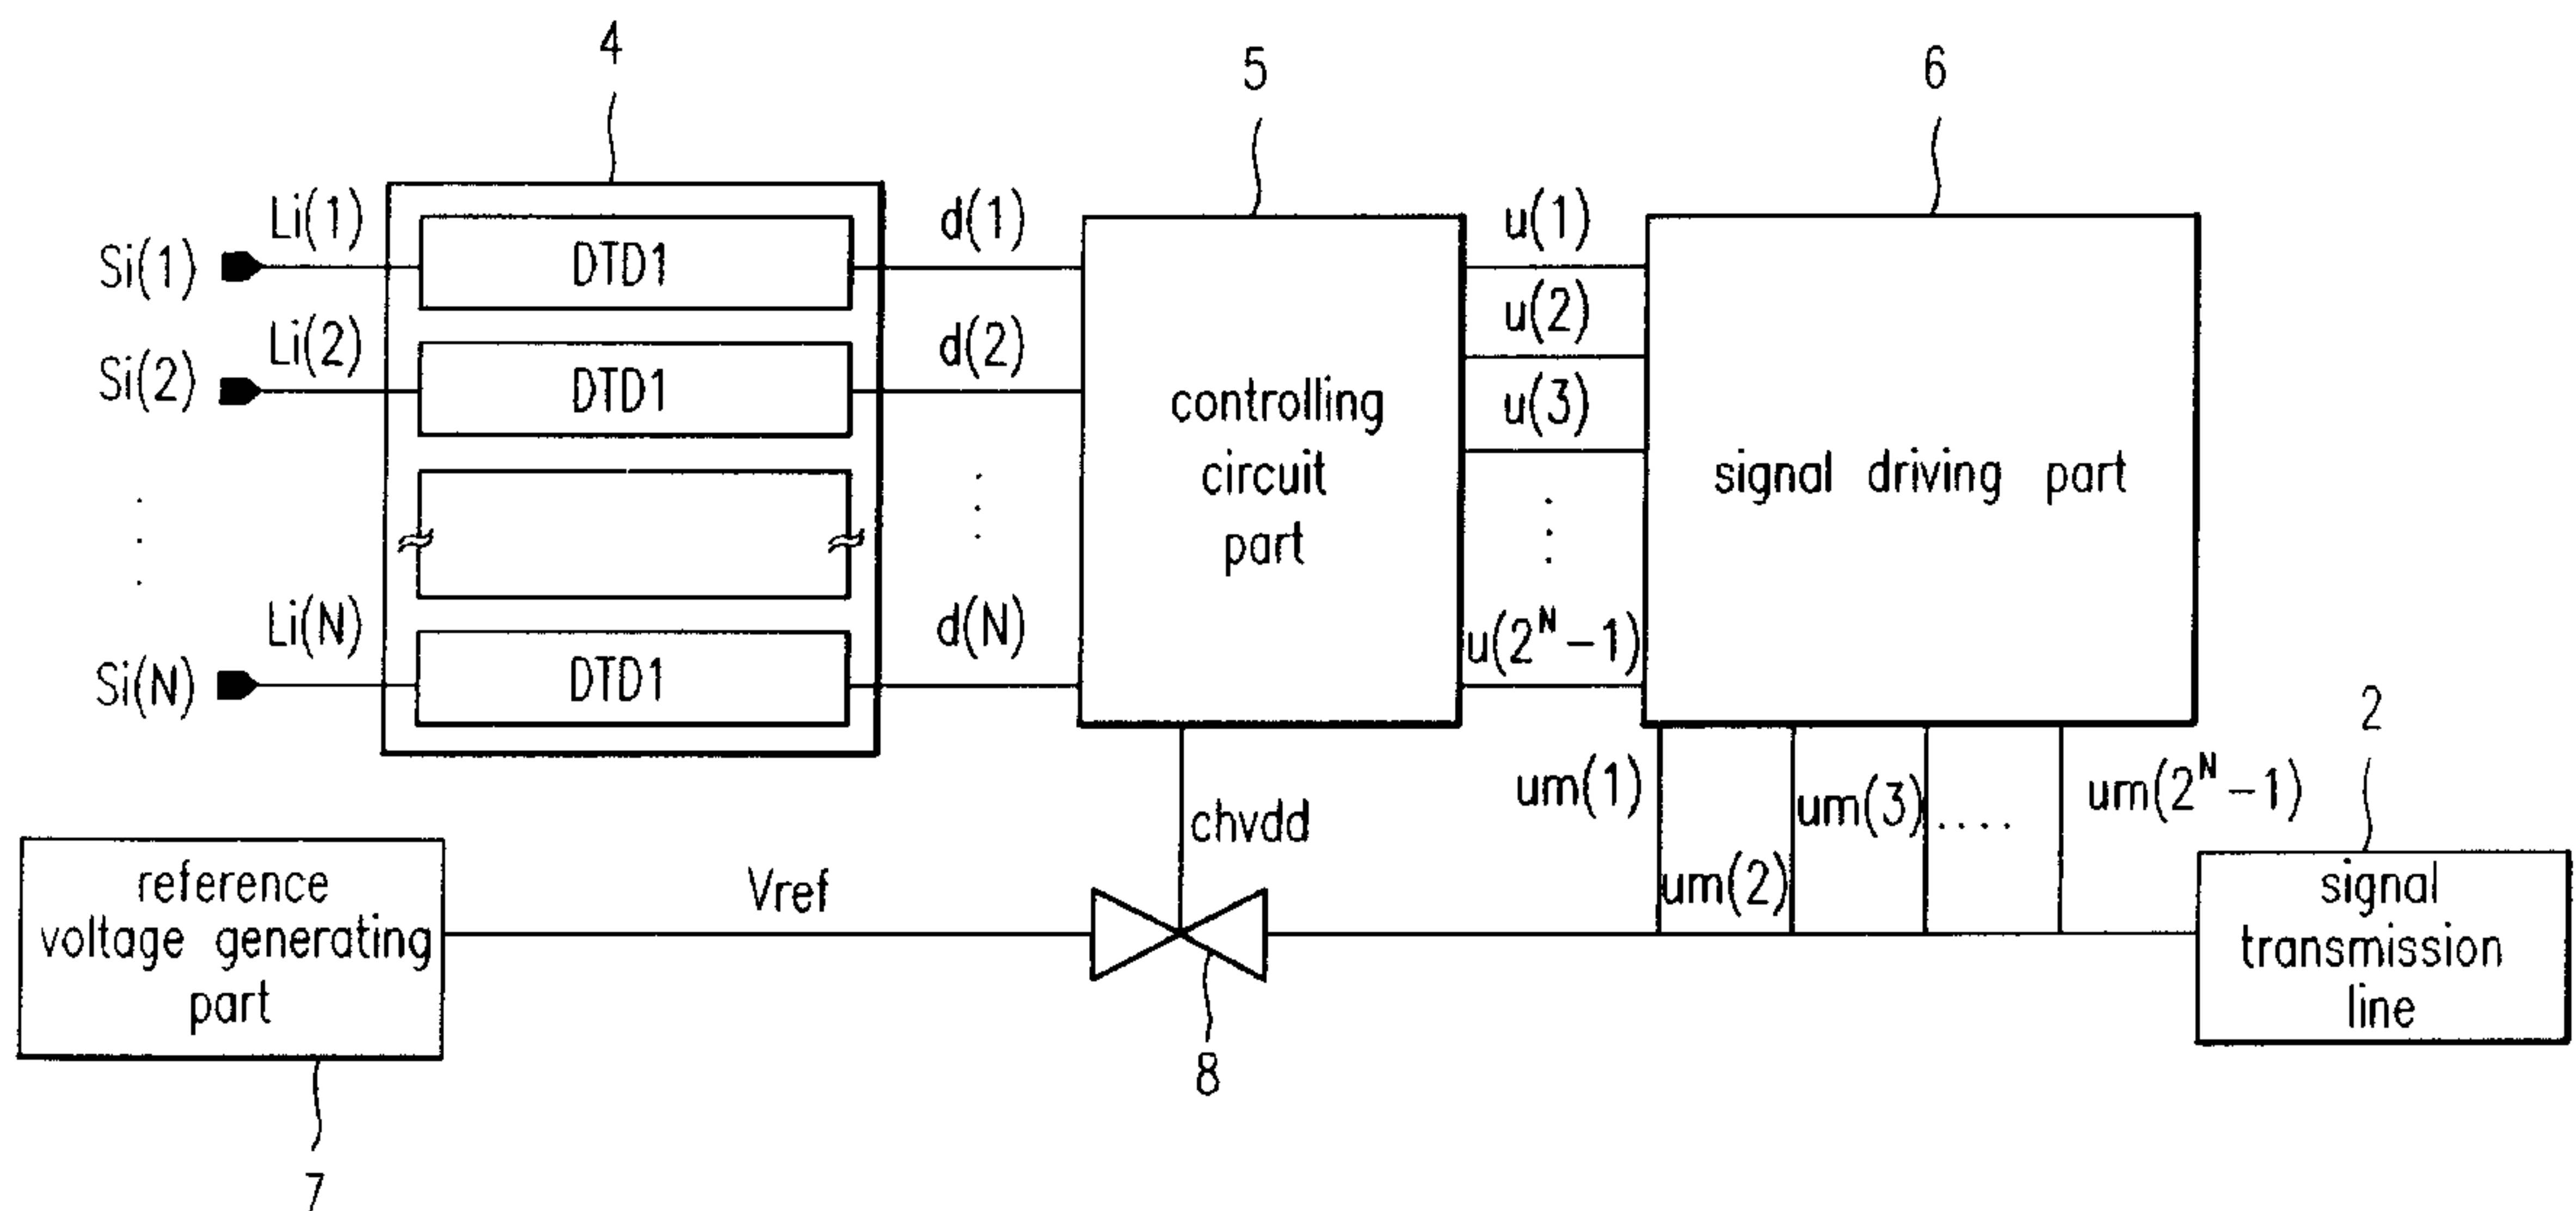 4
5
6
Li(1)
d(1)
u(1)
Si(1)
DTD1
u(2)
Li(2)
d(2)
Si(2)
DTD1
u(3)
controlling
circuit
part
signal driving part
Li(N)
d(N)
u(2^N-1)
Si(N)
DTD1
2
um(1)
um(2)
um(3)
....
um(2^N-1)
chvdd
reference
voltage generating
part
Vref
signal
transmission
line
8
7